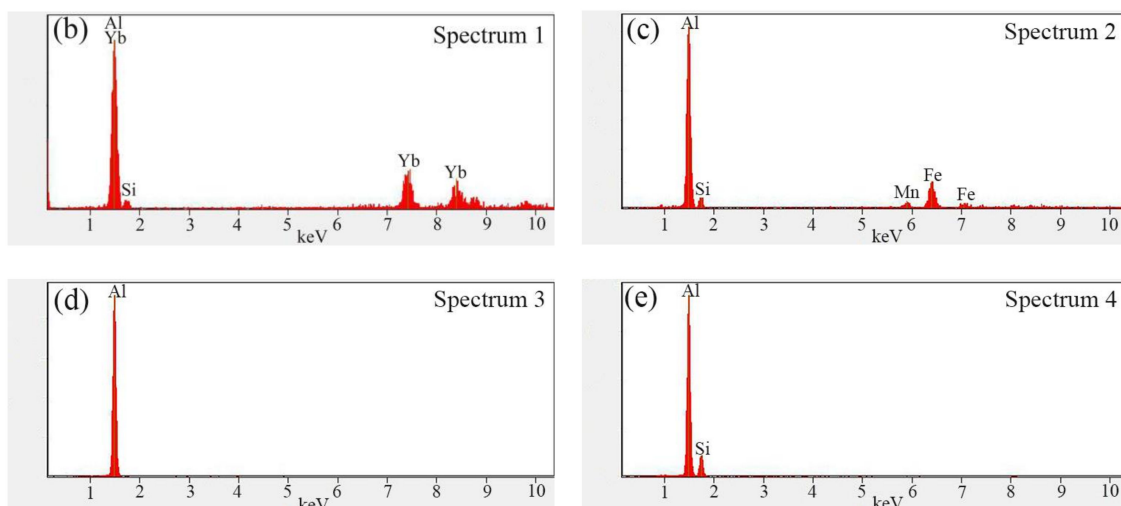 (b)
Al
Yb
Spectrum 1
Si
Yb
Yb
1 2 3 4 5 6 7 8 9 10
keV
(c)
Al
Spectrum 2
Si
Mn
Fe
Fe
1 2 3 4 5 6 7 8 9 10
keV
(d)
Al
Spectrum 3
1 2 3 4 5 6 7 8 9 10
keV
(e)
Al
Spectrum 4
Si
1 2 3 4 5 6 7 8 9 10
keV